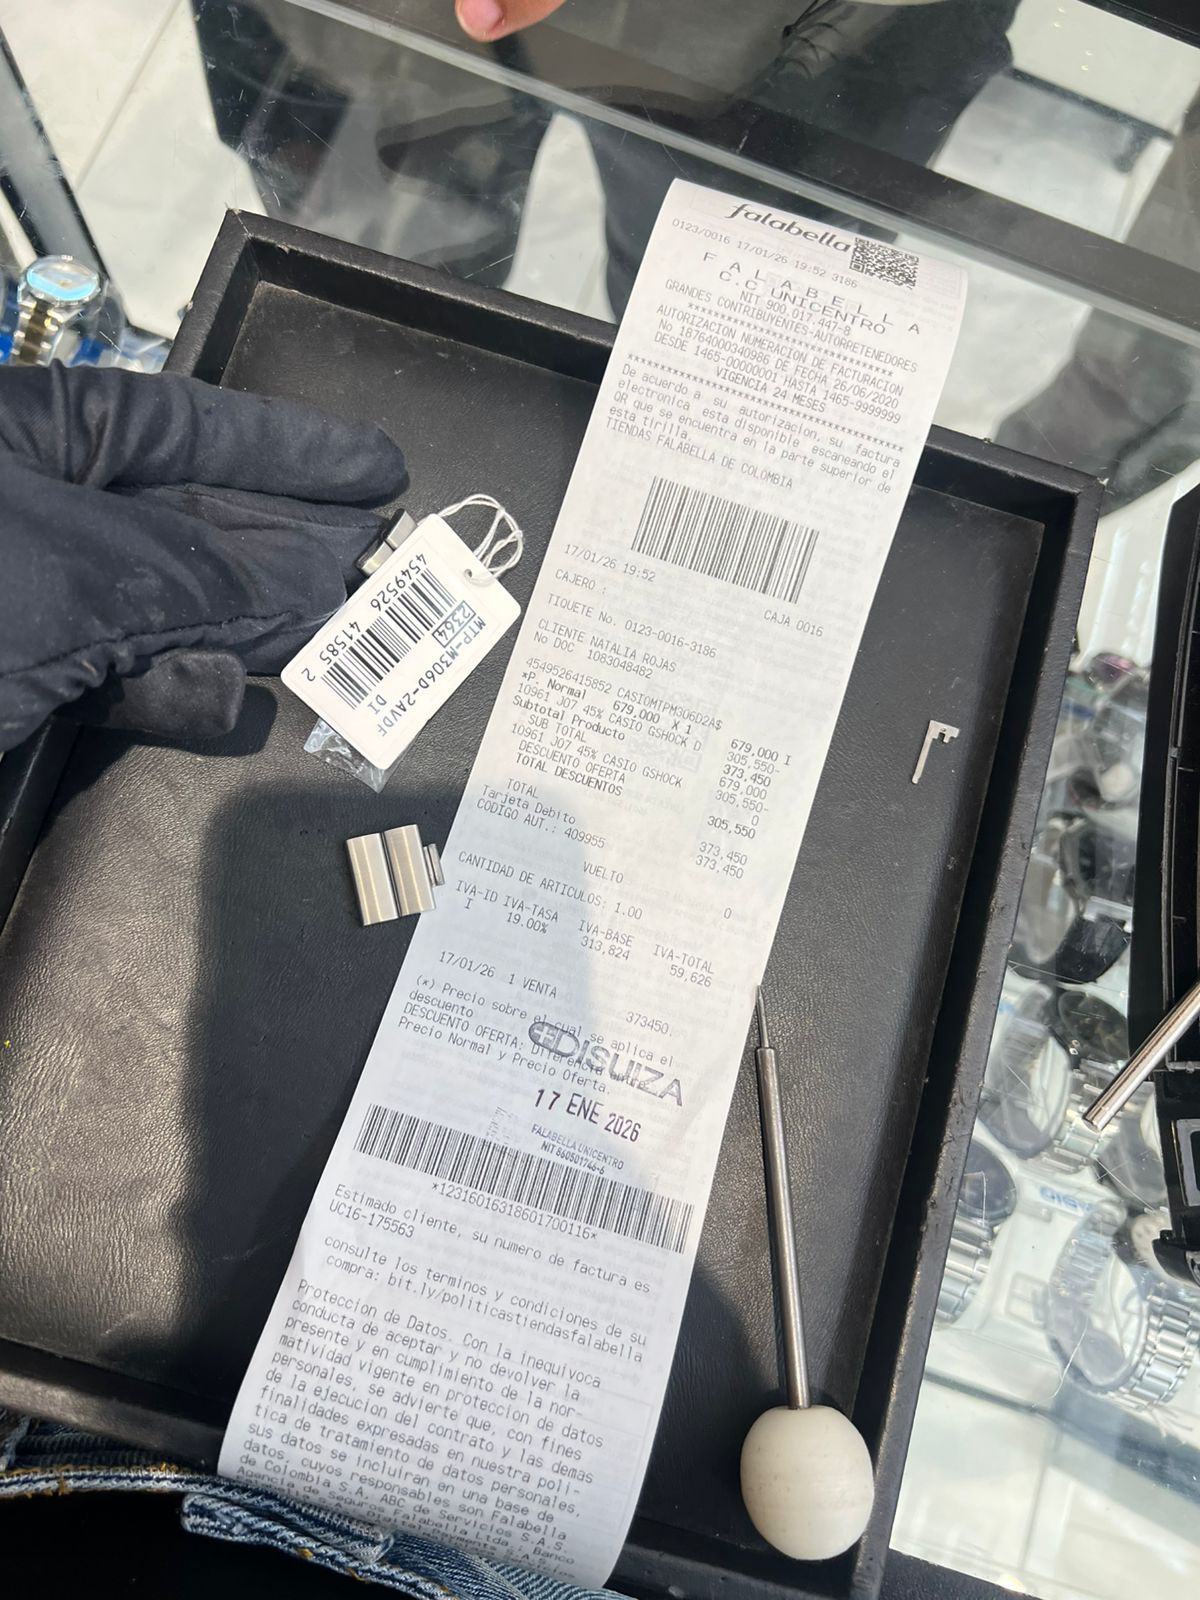 falabella
0123/0016 17/01/26 19:52 3186
F A L A B E L L A
C.C UNICENTRO
NIT 900.017.447-8
GRANDES CONTRIBUYENTES-AUTORRETENEDORES
AUTORIZACION NUMERACION DE FACTURACION
No 18764000340986 DE FECHA 26/06/2020
DESDE 1465-00000001 HASTA 1465-9999999
VIGENCIA 24 MESES
De acuerdo a su autorizacion, su factura
electronica esta disponible escaneando el
QR que se encuentra en la parte superior de
esta tirilla
TIENDAS FALABELLA DE COLOMBIA
17/01/26 19:52
CAJERO : CAJA 0016
TIQUETE No. 0123-0016-3186
CLIENTE NATALIA ROJAS
No DOC 1083048482
4549526415852 CASIOMTPM306D2A$
*P. Normal 679,000 X 1 679,000 I
10961 J07 45% CASIO GSHOCK D 305,550-
Subtotal Producto 373,450
SUB TOTAL 679,000
10961 J07 45% CASIO GSHOCK 305,550-
DESCUENTO OFERTA 0
TOTAL DESCUENTOS 305,550
TOTAL 373,450
Tarjeta Debito 373,450
CODIGO AUT.: 409955
VUELTO 0
CANTIDAD DE ARTICULOS: 1.00
IVA-ID IVA-TASA IVA-BASE IVA-TOTAL
I 19.00% 313,824 59,626
17/01/26 1 VENTA 373450.
(*) Precio sobre el cual se aplica el
descuento
DESCUENTO OFERTA: Diferencia entre
Precio Normal y Precio Oferta.
DISUIZA
17 ENE 2026
FALABELLA UNICENTRO
NIT 860501746-6
*12316016318601700116*
Estimado cliente, su numero de factura es
UC16-175563
consulte los terminos y condiciones de su
compra: bit.ly/politicastiendasfalabella
Proteccion de Datos. Con la inequivoca
conducta de aceptar y no devolver la
presente y en cumplimiento de la nor-
matividad vigente en proteccion de datos
personales, se advierte que, con fines
de la ejecucion del contrato y las demas
finalidades expresadas en nuestra poli-
tica de tratamiento de datos personales,
sus datos se incluiran en una base de
datos, cuyos responsables son Falabella
de Colombia S.A, ABC de Servicios S.A.S.
Agencia de Seguros Falabella Ltda ; Banco
MTP-M306D-2AVDF
2364 DI
4549526 41585 2